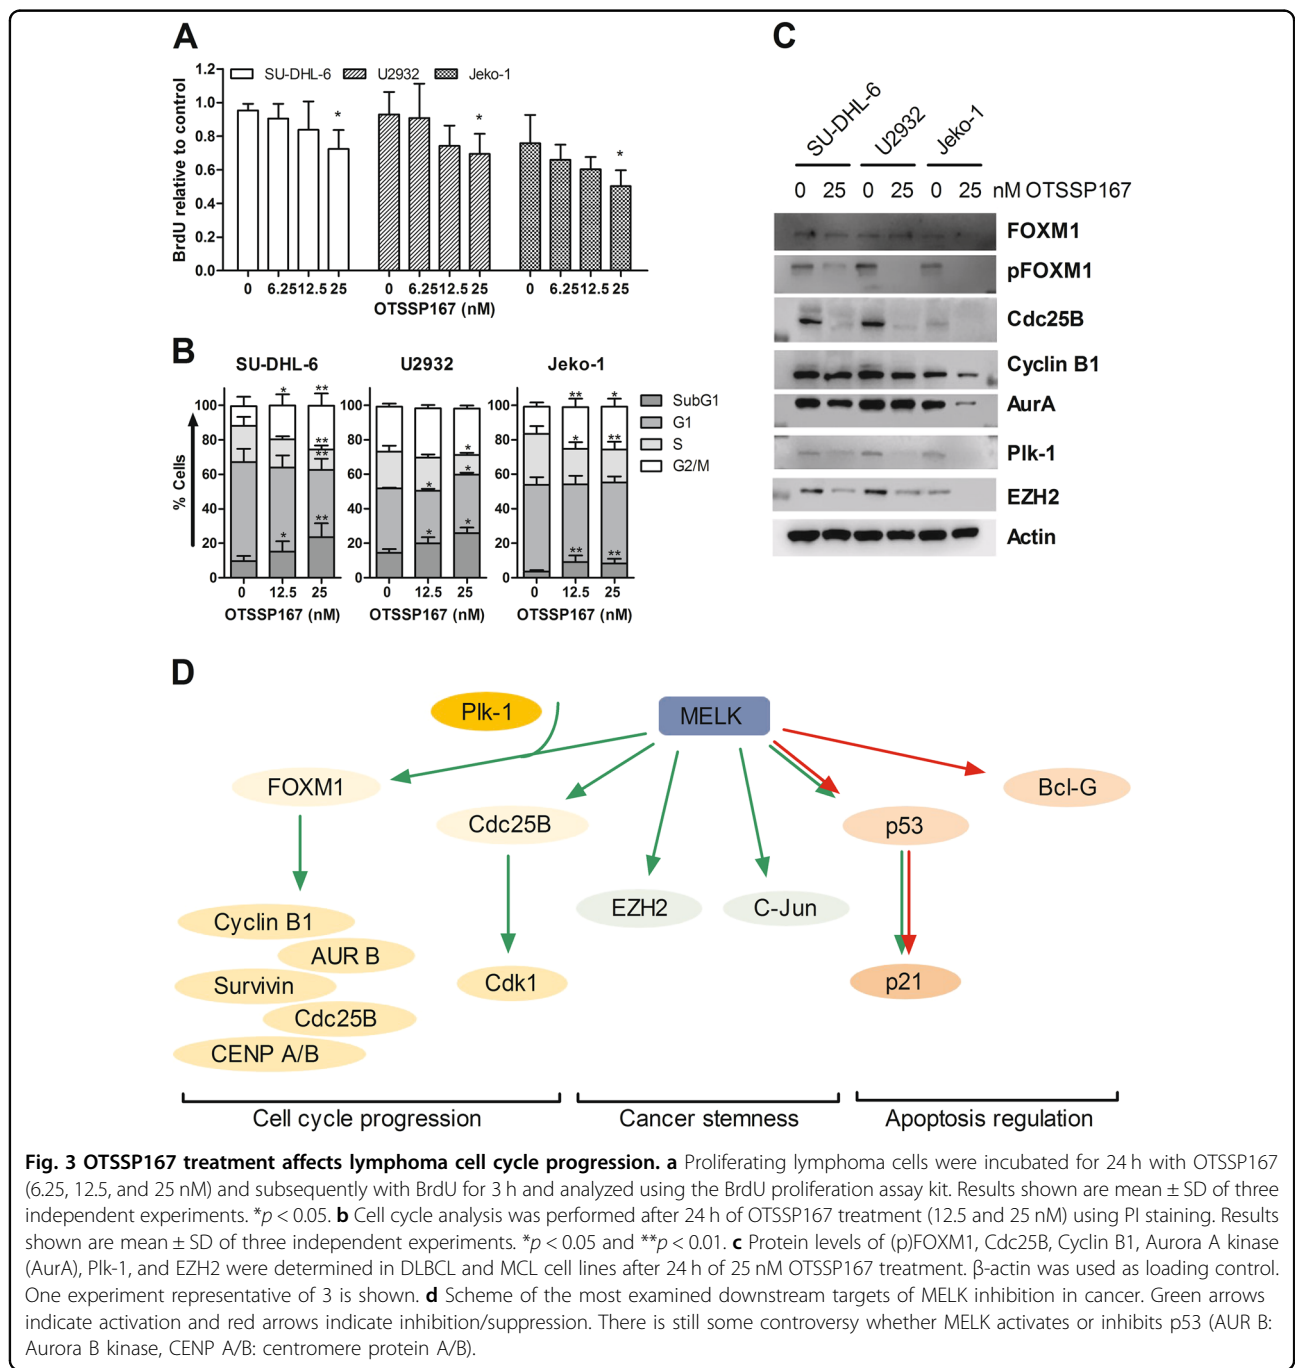 A
1.2
1.0
0.8
0.6
0.4
0.2
0.0
BrdU relative to control
SU-DHL-6 U2932 Jeko-1
* * *
0 6.25 12.5 25 0 6.25 12.5 25 0 6.25 12.5 25
OTSSP167 (nM)
B
SU-DHL-6 U2932 Jeko-1
% Cells
100 100 100
80 80 80
60 60 60
40 40 40
20 20 20
0 0 0
* ** ** *
** * * **
** * *
* ** * * ** **
SubG1
G1
S
G2/M
0 12.5 25 0 12.5 25 0 12.5 25
OTSSP167 (nM) OTSSP167 (nM) OTSSP167 (nM)
C
SU-DHL-6 U2932 Jeko-1
0 25 0 25 0 25 nM OTSSP167
FOXM1
pFOXM1
Cdc25B
Cyclin B1
AurA
Plk-1
EZH2
Actin
D
Plk-1 MELK
FOXM1 Bcl-G
Cdc25B p53
EZH2 C-Jun
Cyclin B1
AUR B
Survivin Cdk1 p21
Cdc25B
CENP A/B
Cell cycle progression Cancer stemness Apoptosis regulation
Fig. 3 OTSSP167 treatment affects lymphoma cell cycle progression. a Proliferating lymphoma cells were incubated for 24 h with OTSSP167
(6.25, 12.5, and 25 nM) and subsequently with BrdU for 3 h and analyzed using the BrdU proliferation assay kit. Results shown are mean ± SD of three
independent experiments. *p < 0.05. b Cell cycle analysis was performed after 24 h of OTSSP167 treatment (12.5 and 25 nM) using PI staining. Results
shown are mean ± SD of three independent experiments. *p < 0.05 and **p < 0.01. c Protein levels of (p)FOXM1, Cdc25B, Cyclin B1, Aurora A kinase
(AurA), Plk-1, and EZH2 were determined in DLBCL and MCL cell lines after 24 h of 25 nM OTSSP167 treatment. β-actin was used as loading control.
One experiment representative of 3 is shown. d Scheme of the most examined downstream targets of MELK inhibition in cancer. Green arrows
indicate activation and red arrows indicate inhibition/suppression. There is still some controversy whether MELK activates or inhibits p53 (AUR B:
Aurora B kinase, CENP A/B: centromere protein A/B).